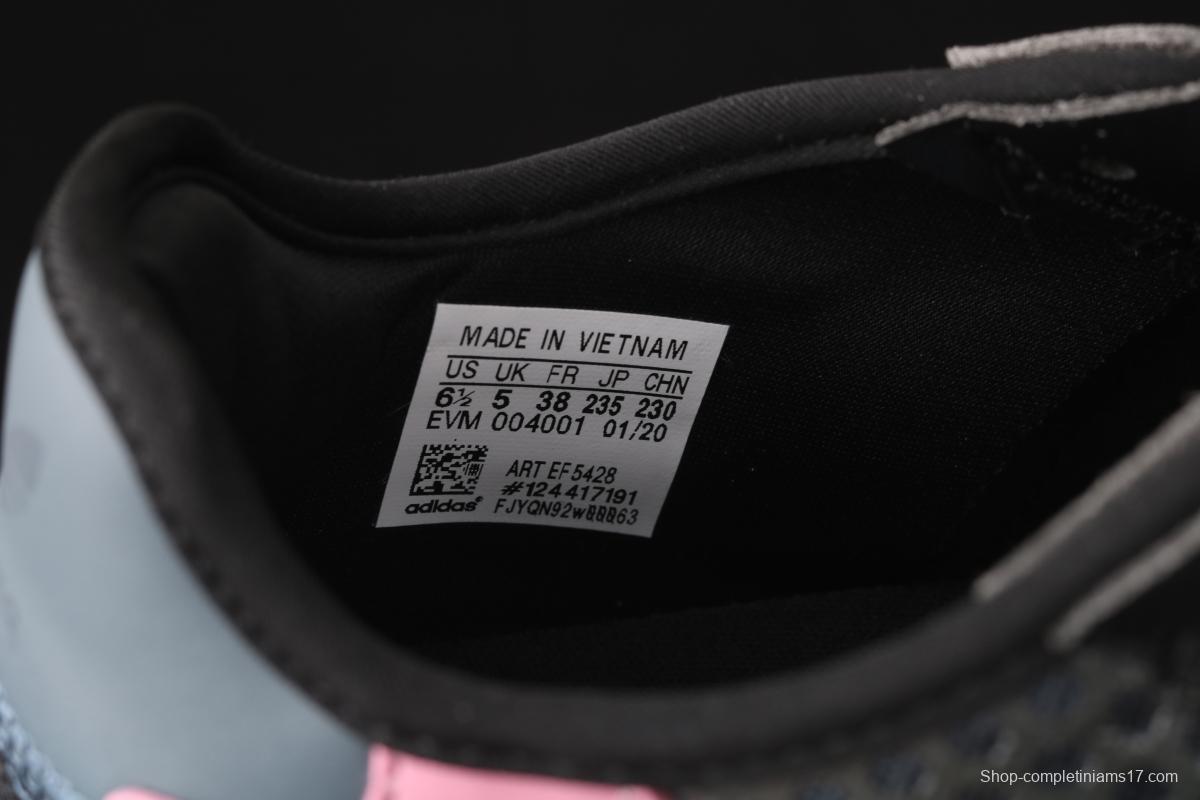 MADE IN VIETNAM
US UK FR JP CHN
6½ 5 38 235 230
EVM 004001 01/20
ART EF5428
#124417191
adidas®
Shop-completiniams17.com